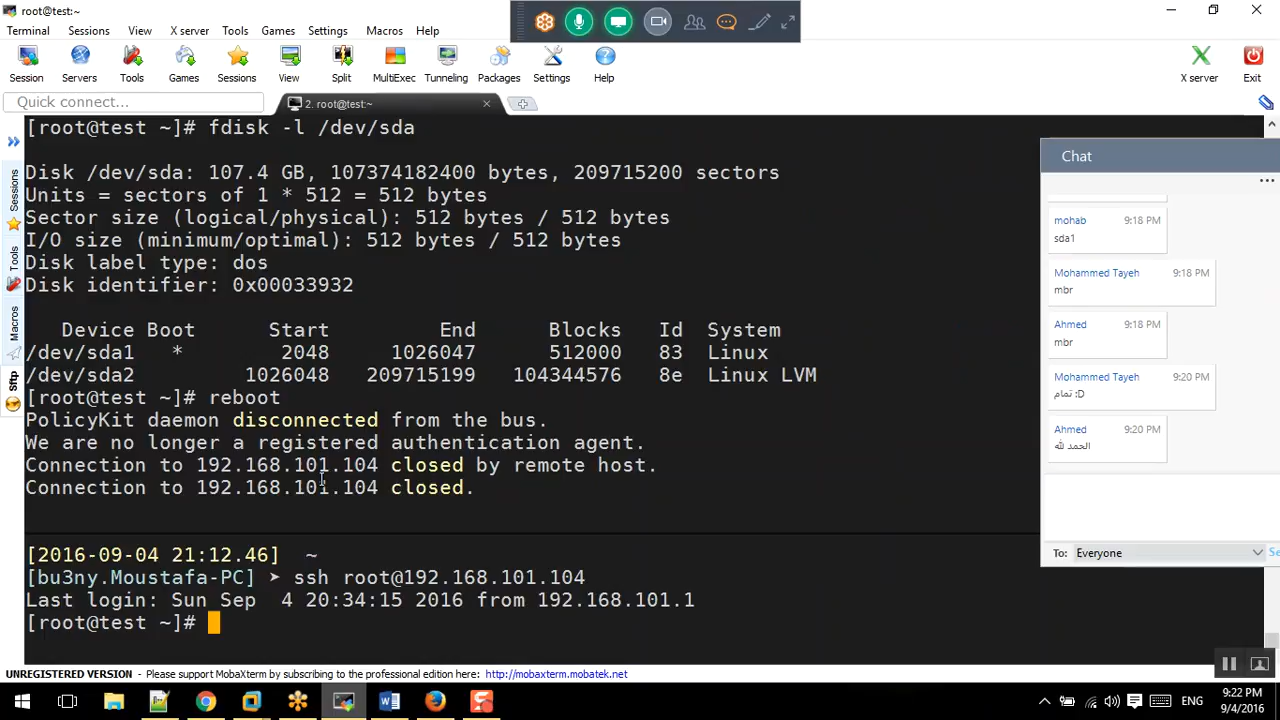 root@test:~
Terminal Sessions View X server Tools Games Settings Macros Help
Session Servers Tools Games Sessions View Split MultiExec Tunneling Packages Settings Help X server Exit
Quick connect...
2. root@test:~
Sessions
Tools
Macros
Sftp
[root@test ~]# fdisk -l /dev/sda
Disk /dev/sda: 107.4 GB, 107374182400 bytes, 209715200 sectors
Units = sectors of 1 * 512 = 512 bytes
Sector size (logical/physical): 512 bytes / 512 bytes
I/O size (minimum/optimal): 512 bytes / 512 bytes
Disk label type: dos
Disk identifier: 0x00033932
Device Boot Start End Blocks Id System
/dev/sda1 * 2048 1026047 512000 83 Linux
/dev/sda2 1026048 209715199 104344576 8e Linux LVM
[root@test ~]# reboot
PolicyKit daemon disconnected from the bus.
We are no longer a registered authentication agent.
Connection to 192.168.101.104 closed by remote host.
Connection to 192.168.101.104 closed.
[2016-09-04 21:12.46] ~
[bu3ny.Moustafa-PC] ➤ ssh root@192.168.101.104
Last login: Sun Sep 4 20:34:15 2016 from 192.168.101.1
[root@test ~]#
Chat
mohab 9:18 PM
sda1
Mohammed Tayeh 9:18 PM
mbr
Ahmed 9:18 PM
mbr
Mohammed Tayeh 9:20 PM
تمام :D
Ahmed 9:20 PM
الحمد لله
To: Everyone
UNREGISTERED VERSION - Please support MobaXterm by subscribing to the professional edition here: http://mobaxterm.mobatek.net
ENG
9:22 PM
9/4/2016